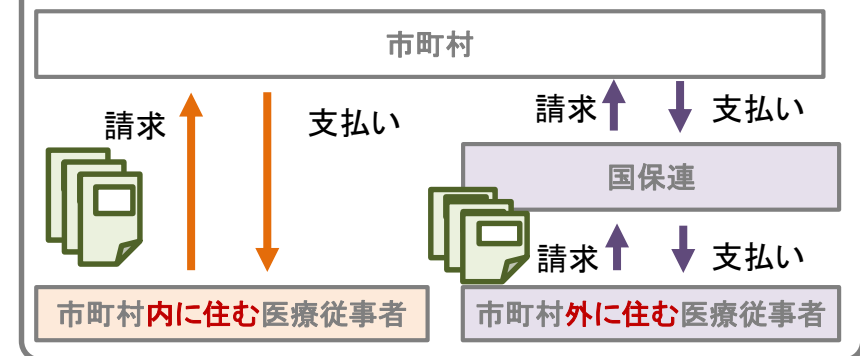 市町村
請求
支払い
請求
支払い
国保連
請求
支払い
市町村内に住む医療従事者
市町村外に住む医療従事者